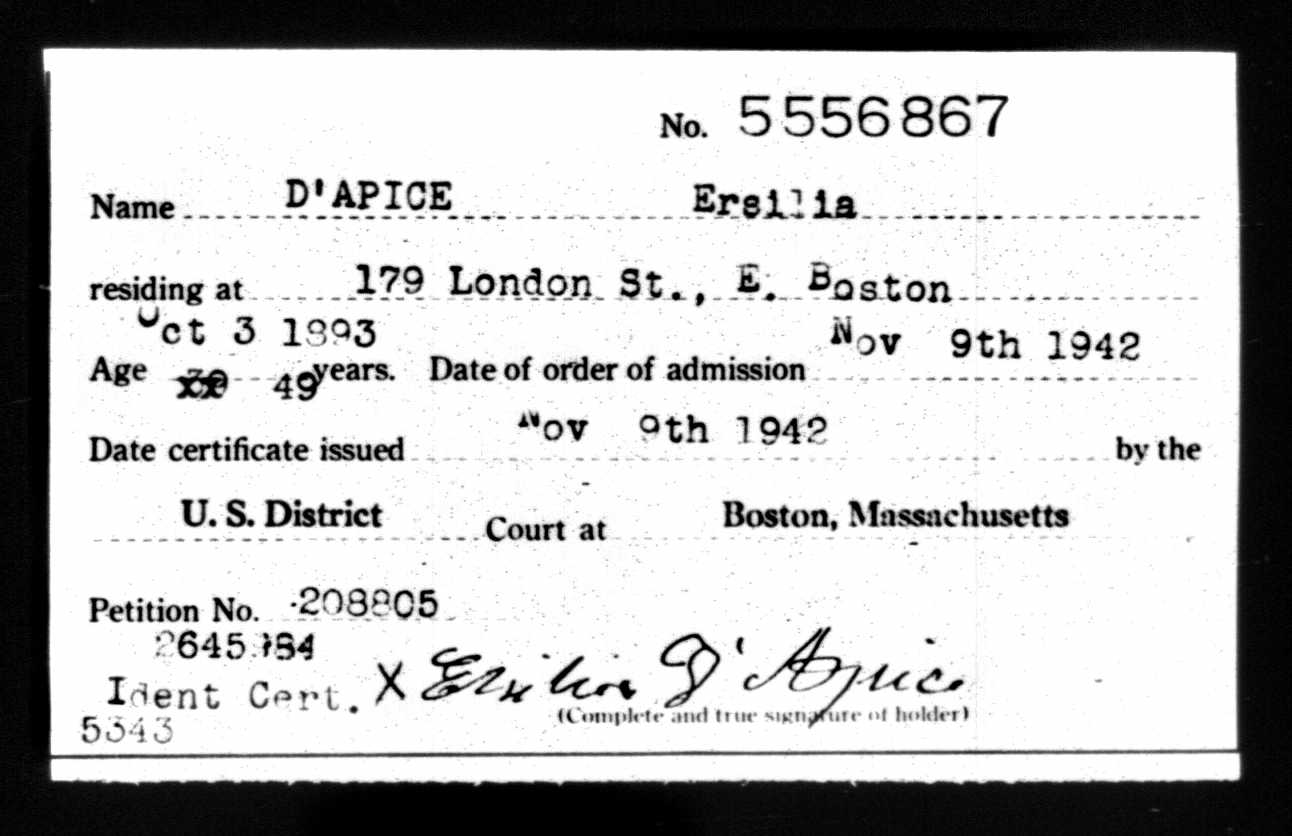 No. 5556867
Name D'APICE Ersilia
residing at 179 London St., E. Boston
Oct 3 1893 Nov 9th 1942
Age 49 years. Date of order of admission
Date certificate issued Nov 9th 1942 by the
U. S. District Court at Boston, Massachusetts
Petition No. 208805
Ident Cert. X Ersilia D'Apice
5343 (Complete and true signature of holder)